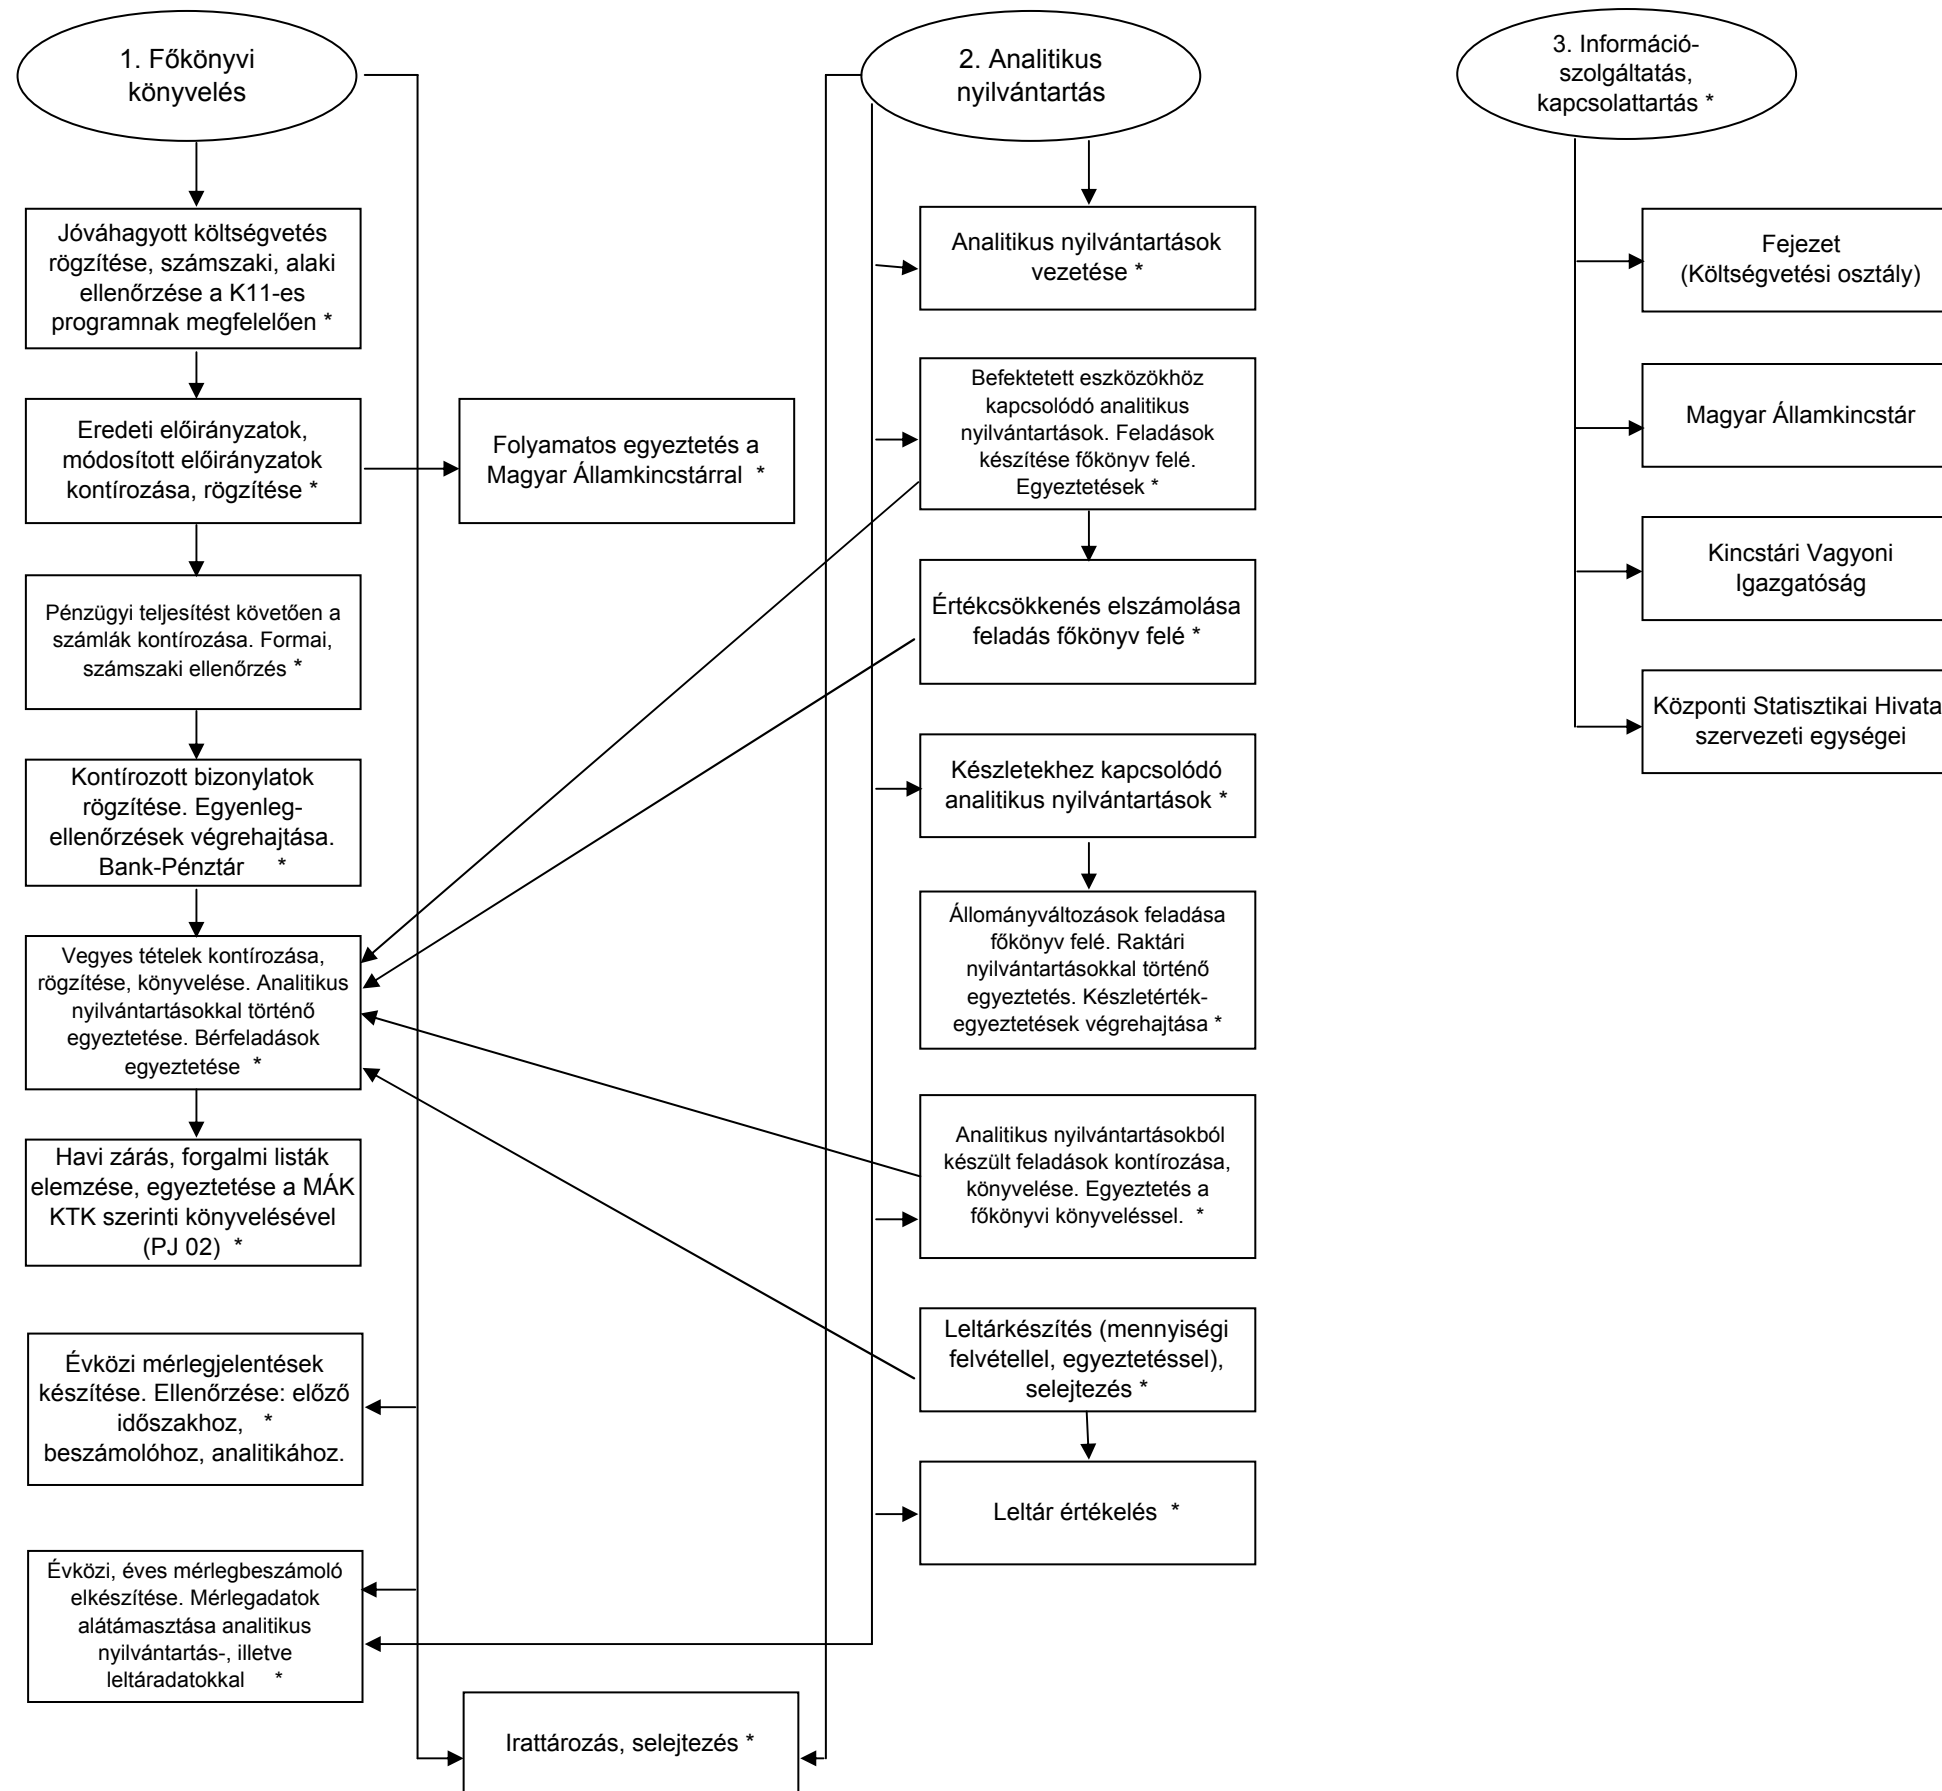 1. Főkönyvi
könyvelés
Jóváhagyott költségvetés
rögzítése, számszaki, alaki
ellenőrzése a K11-es
programnak megfelelően *
Eredeti előirányzatok,
módosított előirányzatok
kontírozása, rögzítése *
Folyamatos egyeztetés a
Magyar Államkincstárral *
Pénzügyi teljesítést követően a
számlák kontírozása. Formai,
számszaki ellenőrzés *
Kontírozott bizonylatok
rögzítése. Egyenleg-
ellenőrzések végrehajtása.
Bank-Pénztár *
Vegyes tételek kontírozása,
rögzítése, könyvelése. Analitikus
nyilvántartásokkal történő
egyeztetése. Bérfeladások
egyeztetése *
Havi zárás, forgalmi listák
elemzése, egyeztetése a MÁK
KTK szerinti könyvelésével
(PJ 02) *
Évközi mérlegjelentések
készítése. Ellenőrzése: előző
időszakhoz, *
beszámolóhoz, analitikához.
Évközi, éves mérlegbeszámoló
elkészítése. Mérlegadatok
alátámasztása analitikus
nyilvántartás-, illetve
leltáradatokkal *
Irattározás, selejtezés *
2. Analitikus
nyilvántartás
Analitikus nyilvántartások
vezetése *
Befektetett eszközökhöz
kapcsolódó analitikus
nyilvántartások. Feladások
készítése főkönyv felé.
Egyeztetések *
Értékcsökkenés elszámolása
feladás főkönyv felé *
Készletekhez kapcsolódó
analitikus nyilvántartások *
Állományváltozások feladása
főkönyv felé. Raktári
nyilvántartásokkal történő
egyeztetés. Készletérték-
egyeztetések végrehajtása *
Analitikus nyilvántartásokból
készült feladások kontírozása,
könyvelése. Egyeztetés a
főkönyvi könyveléssel. *
Leltárkészítés (mennyiségi
felvétellel, egyeztetéssel),
selejtezés *
Leltár értékelés *
3. Információ-
szolgáltatás,
kapcsolattartás *
Fejezet
(Költségvetési osztály)
Magyar Államkincstár
Kincstári Vagyoni
Igazgatóság
Központi Statisztikai Hivata
szervezeti egységei